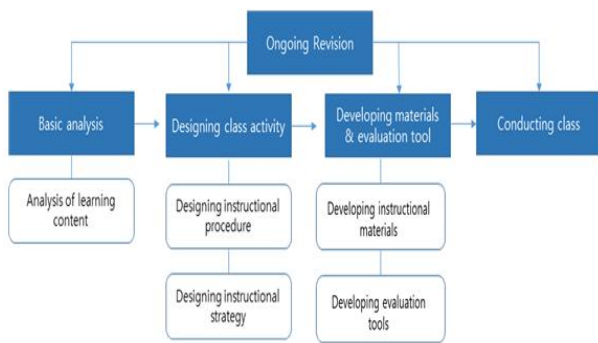 Ongoing Revision
Basic analysis
Designing class activity
Developing materials
& evaluation tool
Conducting class
Analysis of learning
content
Designing instructional
procedure
Developing instructional
materials
Designing instructional
strategy
Developing evaluation
tools